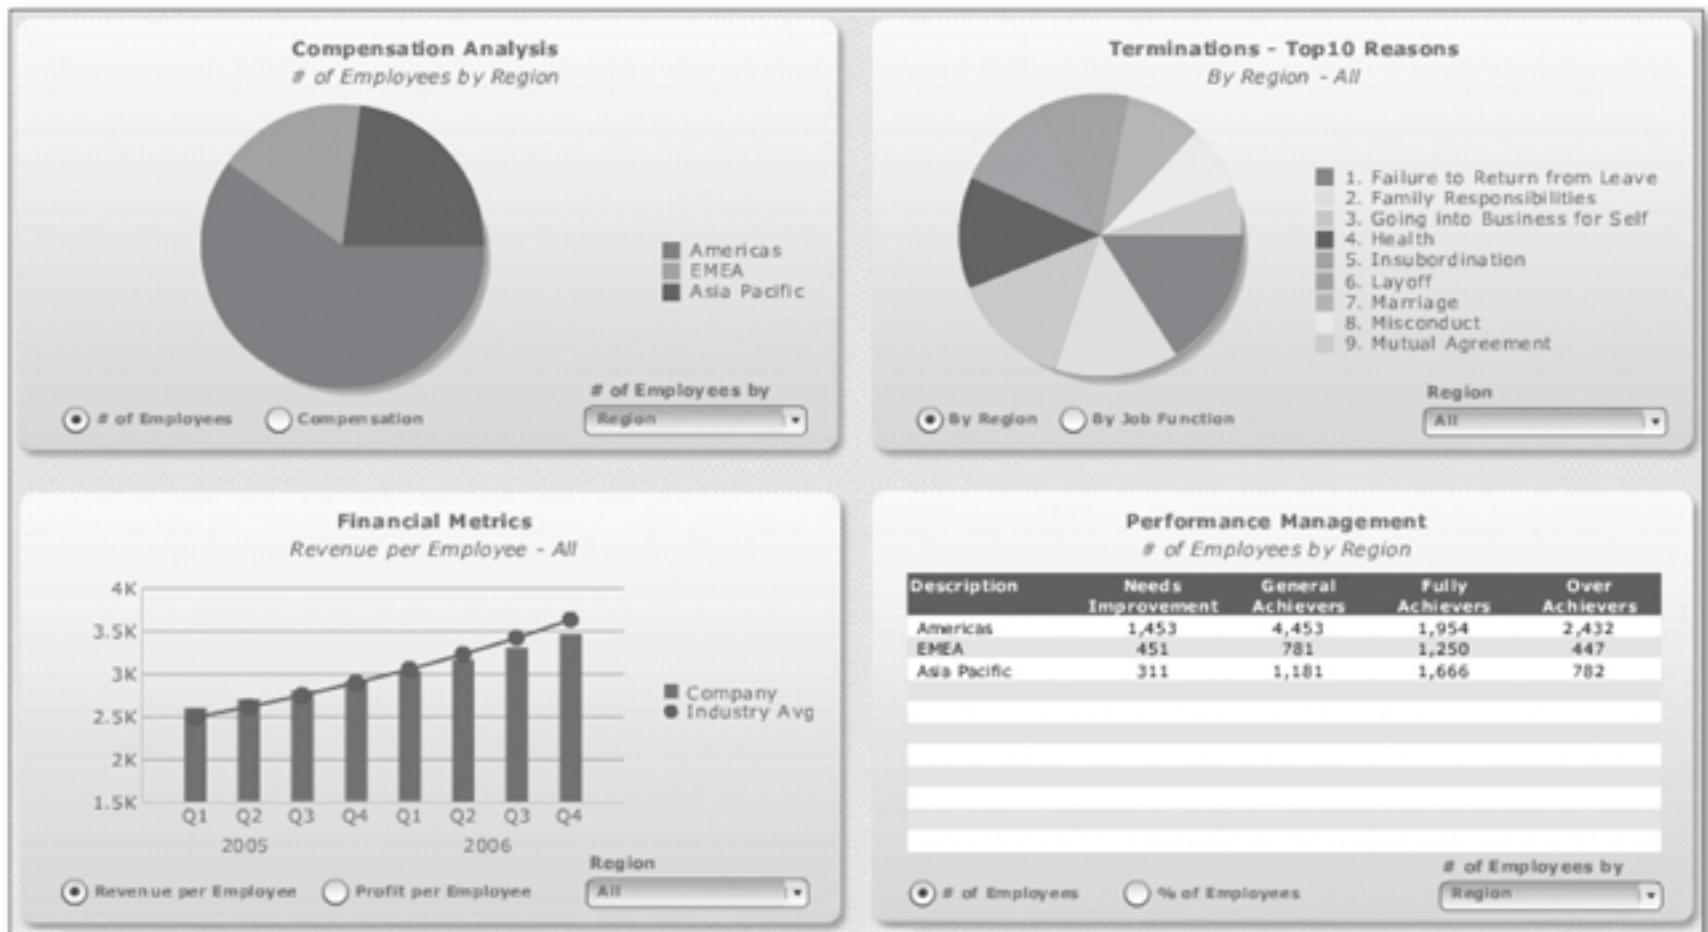 Compensation Analysis
# of Employees by Region
Americas
EMEA
Asia Pacific
# of Employees by
# of Employees
Compensation
Region
Terminations - Top10 Reasons
By Region - All
1. Failure to Return from Leave
2. Family Responsibilities
3. Going into Business for Self
4. Health
5. Insubordination
6. Layoff
7. Marriage
8. Misconduct
9. Mutual Agreement
Region
By Region
By Job Function
All
Financial Metrics
Revenue per Employee - All
4K
3.5K
3K
2.5K
2K
1.5K
Q1 Q2 Q3 Q4 Q1 Q2 Q3 Q4
2005 2006
Company
Industry Avg
Region
Revenue per Employee
Profit per Employee
All
Performance Management
# of Employees by Region
Description Needs Improvement General Achievers Fully Achievers Over Achievers
Americas 1,453 4,453 1,954 2,432
EMEA 451 781 1,250 447
Asia Pacific 311 1,181 1,666 782
# of Employees by
# of Employees
% of Employees
Region